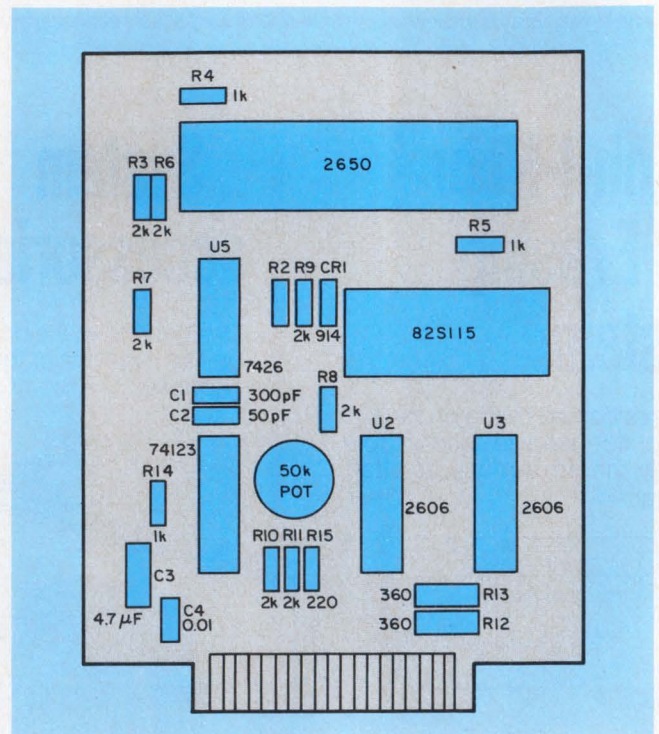 R4
1k
2650
R3 R6
2k 2k
R5
1k
U5
R7
2k
R2 R9 CR1
2k 914
82S115
7426
C1 300pF
C2 50pF
R8
2k
74123
U2
U3
R14
1k
50k
POT
2606
2606
R10 R11 R15
2k 2k 220
C3
4.7 μF
C4
0.01
360 R13
360 R12